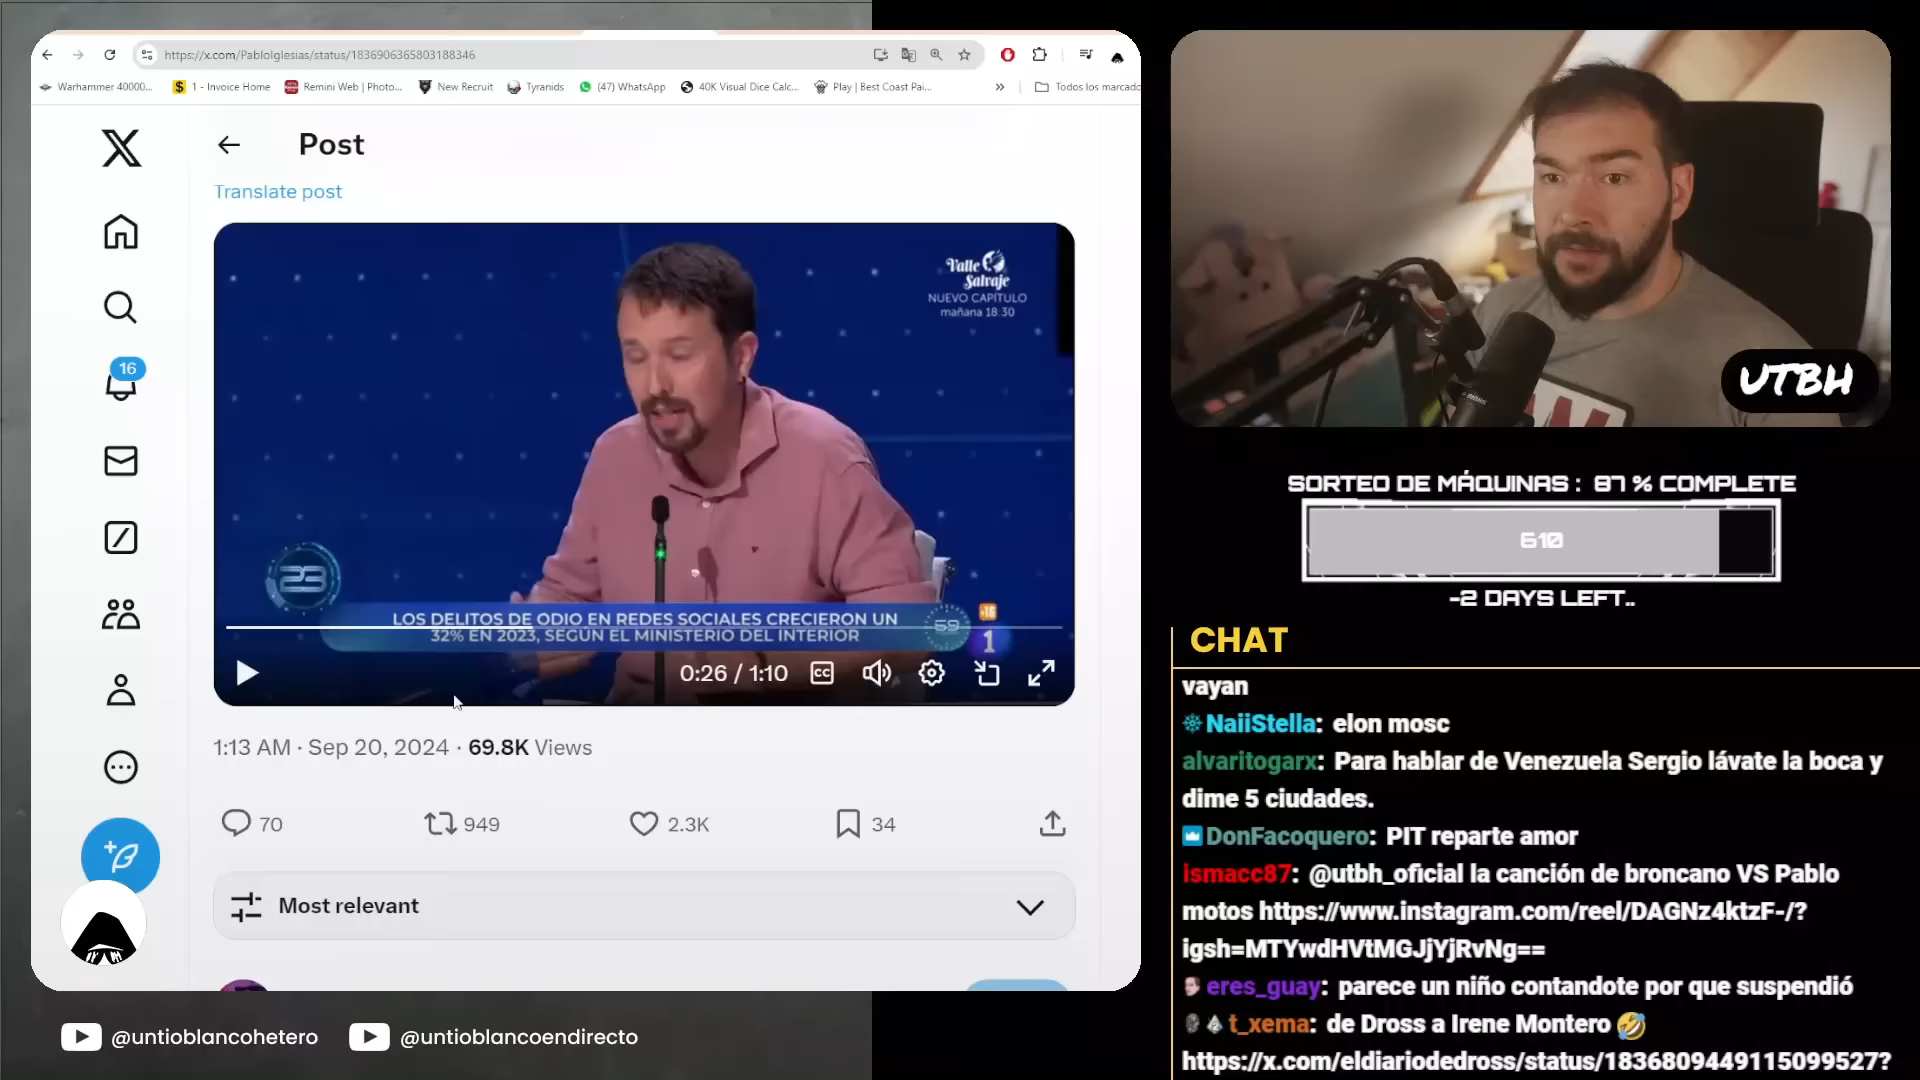 https://x.com/PabloIglesias/status/1836906365803188346
Warhammer 40000...
1 - Invoice Home
Remini Web | Photo...
New Recruit
Tyranids
(47) WhatsApp
40K Visual Dice Calc...
Play | Best Coast Pai...
»
Todos los marcado
Post
Translate post
16
Valle Salvaje
NUEVO CAPITULO
mañana 18:30
23
LOS DELITOS DE ODIO EN REDES SOCIALES CRECIERON UN
32% EN 2023, SEGÚN EL MINISTERIO DEL INTERIOR
59
+16
1
0:26 / 1:10
CC
1:13 AM · Sep 20, 2024 · 69.8K Views
70
949
2.3K
34
Most relevant
@untioblancohetero
@untioblancoendirecto
UTBH
SORTEO DE MÁQUINAS : 87 % COMPLETE
610
-2 DAYS LEFT..
CHAT
vayan
NaiiStella: elon mosc
alvaritogarx: Para hablar de Venezuela Sergio lávate la boca y
dime 5 ciudades.
DonFacoquero: PIT reparte amor
ismacc87: @utbh_oficial la canción de broncano VS Pablo
motos https://www.instagram.com/reel/DAGNz4ktzF-/?
igsh=MTYwdHVtMGJjYjRvNg==
eres_guay: parece un niño contandote por que suspendió
t_xema: de Dross a Irene Montero 🤣
https://x.com/eldiariodedross/status/1836809449115099527?